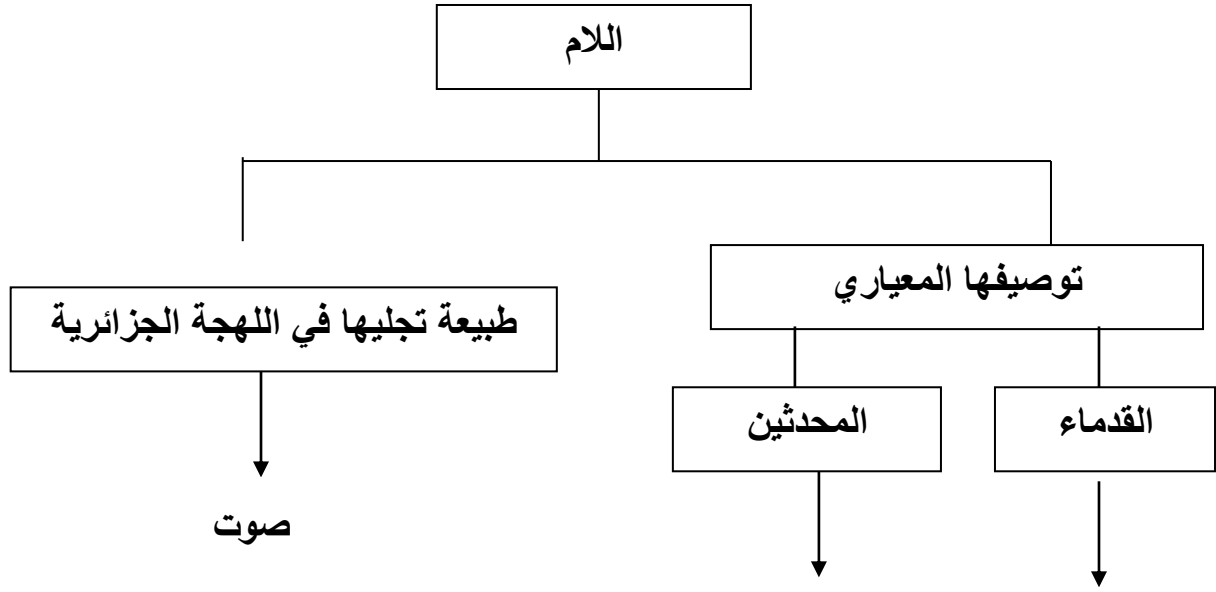 اللام
توصيفها المعياري
طبيعة تجليها في اللهجة الجزائرية
القدماء
المحدثين
صوت